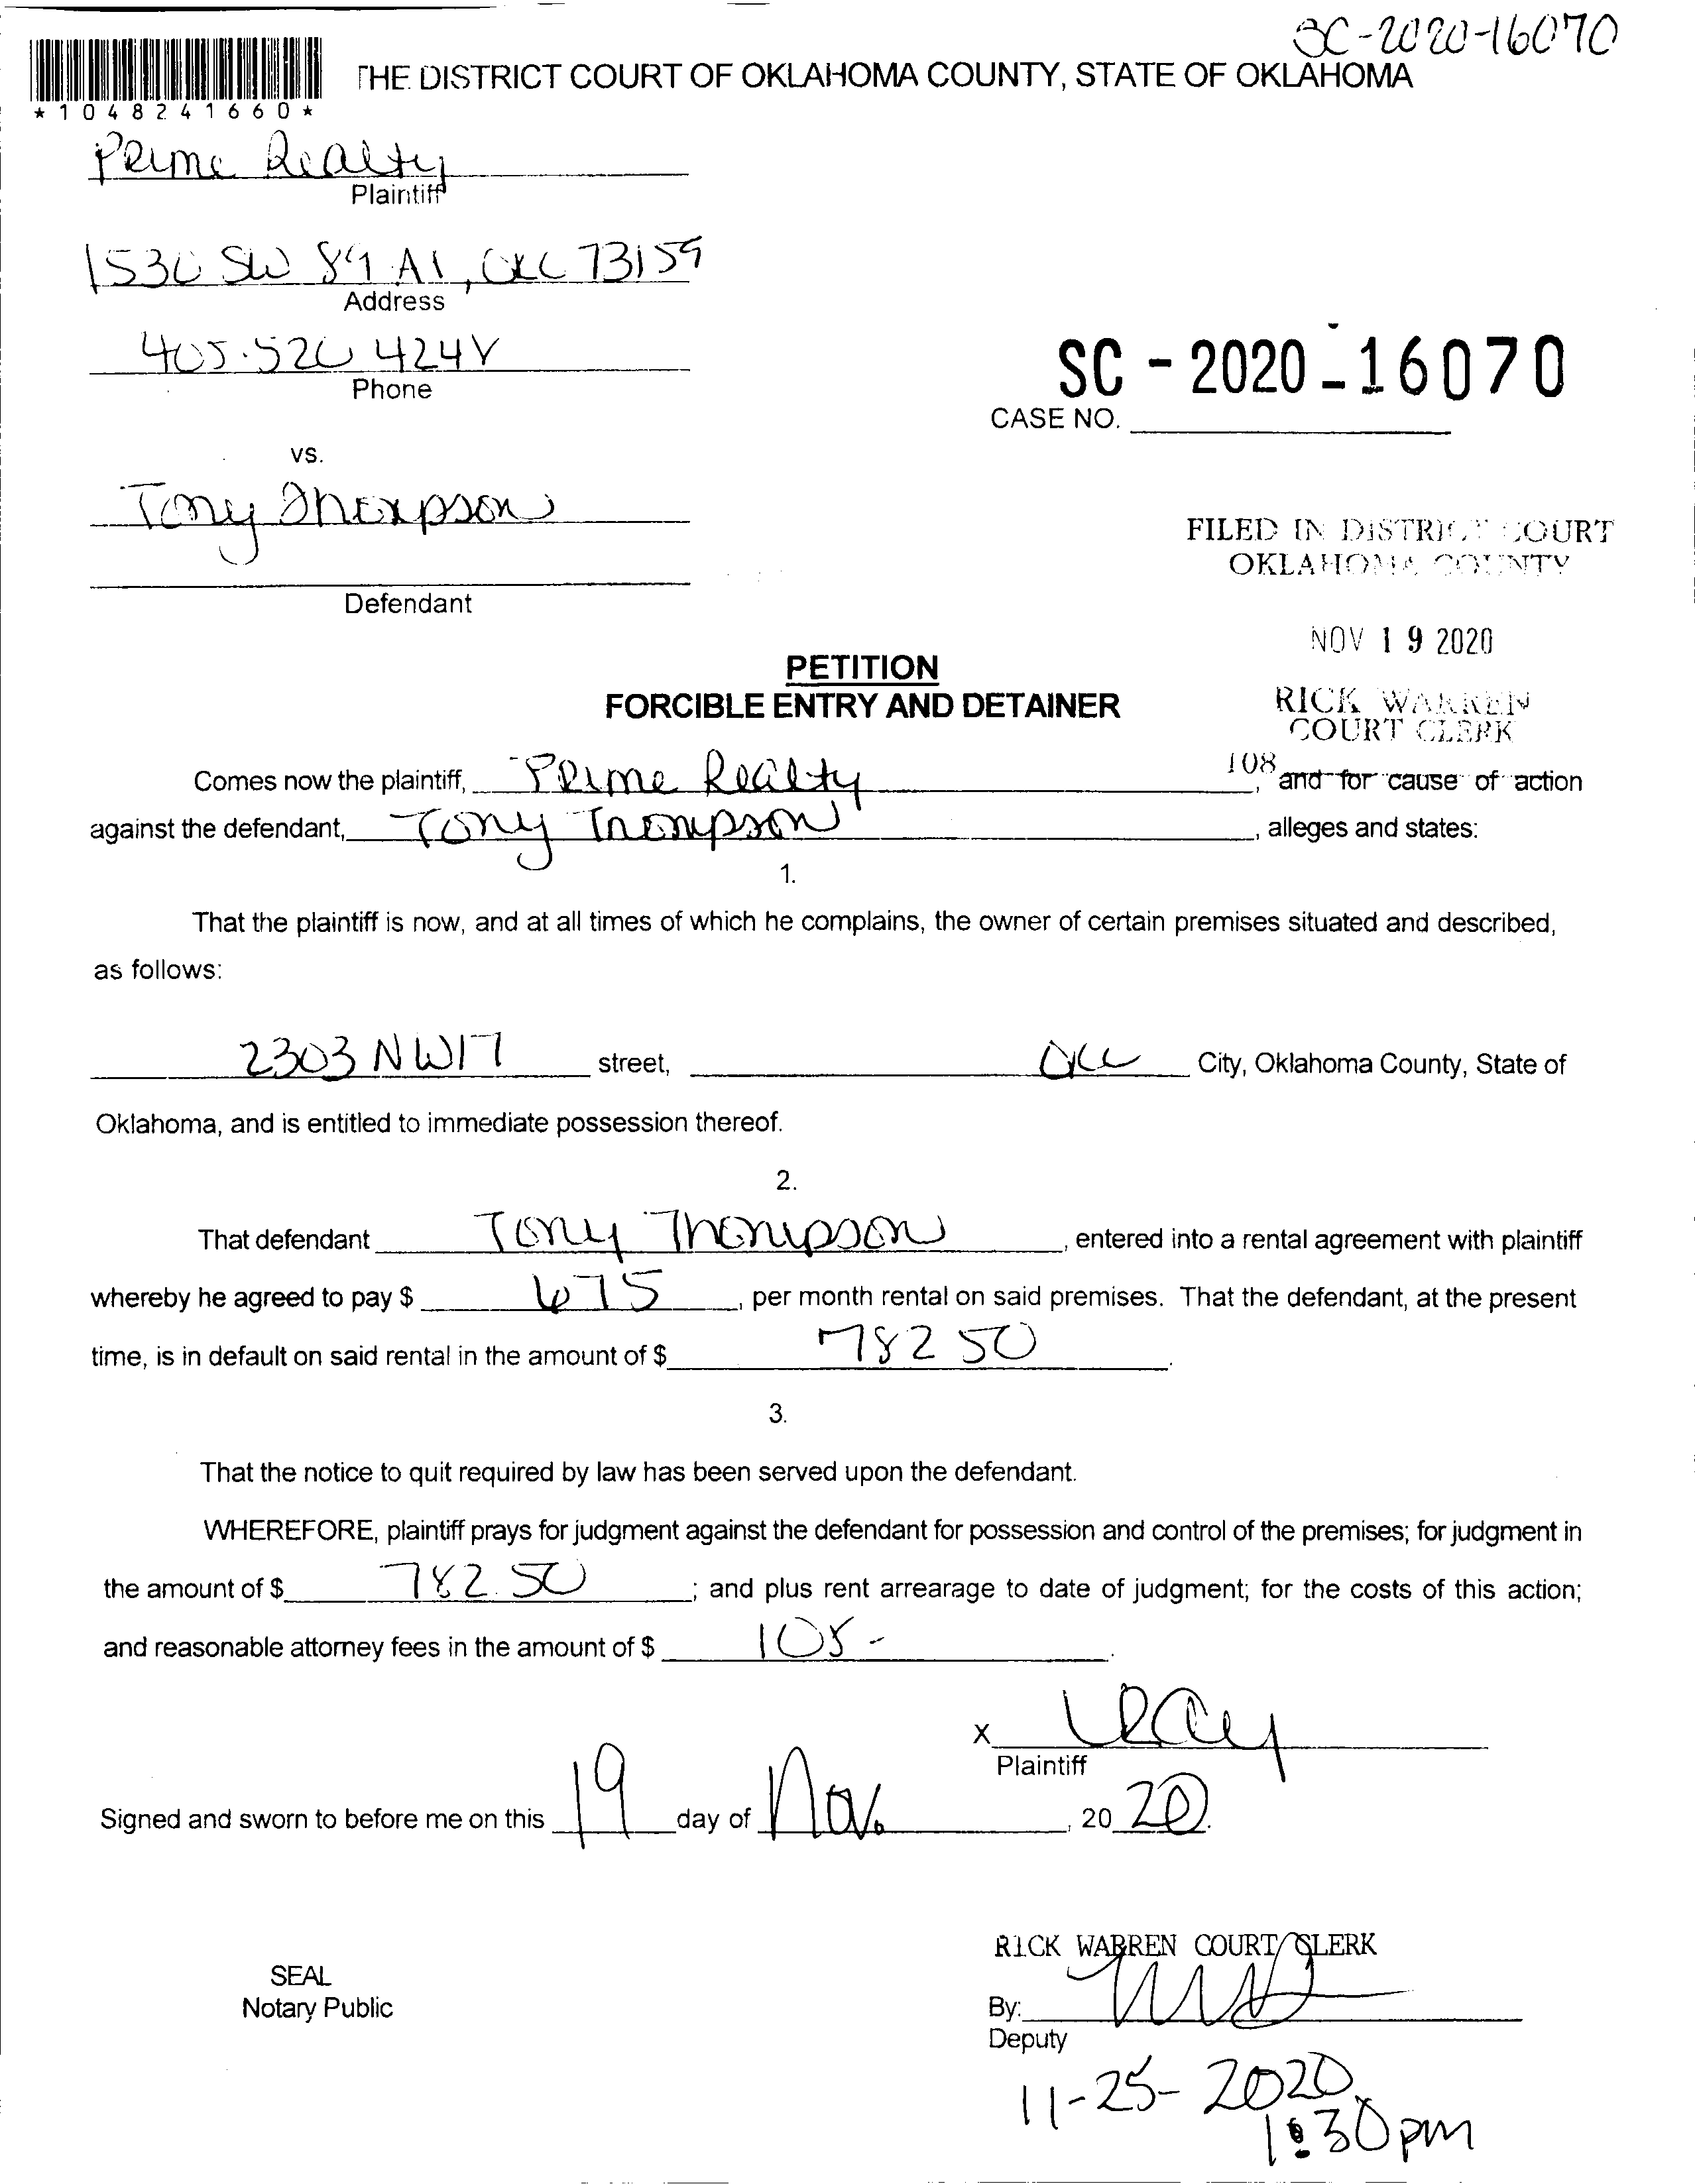 SC-2020-16070
THE DISTRICT COURT OF OKLAHOMA COUNTY, STATE OF OKLAHOMA
*1048241660*
Prime Realty
Plaintiff
1530 SW 89 A1, OKC 73159
Address
405.520 424
Phone
SC-2020-16070
CASE NO.
vs.
Tony Thompson
FILED IN DISTRICT COURT
OKLAHOMA COUNTY
Defendant
NOV 19 2020
PETITION
FORCIBLE ENTRY AND DETAINER
RICK WARREN
COURT CLERK
108
Comes now the plaintiff, Prime Realty, and for cause of action
against the defendant, Tony Thompson, alleges and states:
1.
That the plaintiff is now, and at all times of which he complains, the owner of certain premises situated and described,
as follows:
2303 NW17 street, OKC City, Oklahoma County, State of
Oklahoma, and is entitled to immediate possession thereof.
2.
That defendant Tony Thompson, entered into a rental agreement with plaintiff
whereby he agreed to pay $ 675, per month rental on said premises. That the defendant, at the present
time, is in default on said rental in the amount of $ 782 50.
3.
That the notice to quit required by law has been served upon the defendant.
WHEREFORE, plaintiff prays for judgment against the defendant for possession and control of the premises; for judgment in
the amount of $ 782.50; and plus rent arrearage to date of judgment; for the costs of this action;
and reasonable attorney fees in the amount of $ .
X
Plaintiff
Signed and sworn to before me on this 19 day of Nov., 20 20.
RICK WARREN COURT CLERK
SEAL
Notary Public
By:
Deputy
11-25-2020
1:30pm